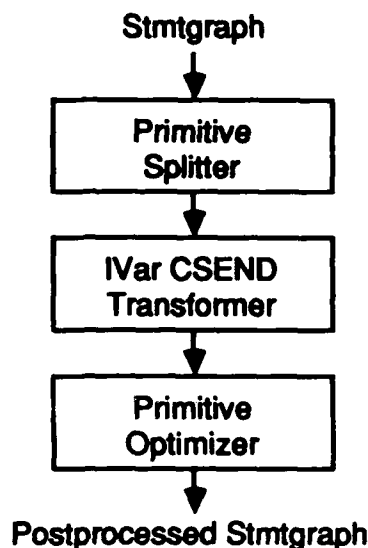 Stmtgraph
Primitive
Splitter
IVar CSEND
Transformer
Primitive
Optimizer
Postprocessed Stmtgraph